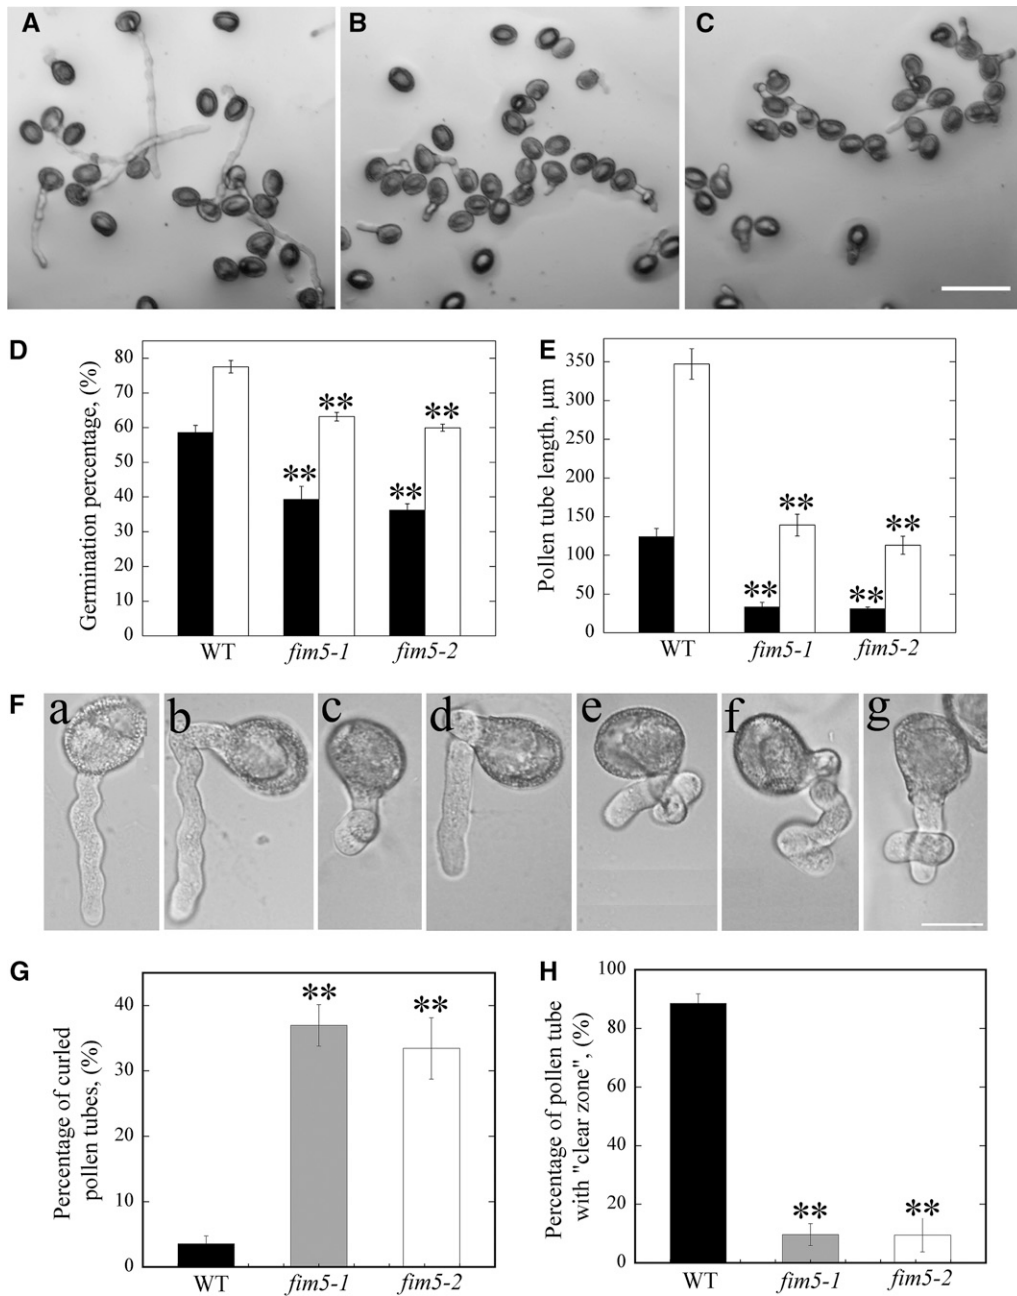 A
B
C
D
Germination percentage, (%)
80
70
60
50
40
30
20
10
0
**
**
**
**
WT
fim5-1
fim5-2
E
Pollen tube length, μm
350
300
250
200
150
100
50
0
**
**
**
**
WT
fim5-1
fim5-2
F
a
b
c
d
e
f
g
G
Percentage of curled
pollen tubes, (%)
40
30
20
10
0
**
**
WT
fim5-1
fim5-2
H
Percentage of pollen tube
with "clear zone", (%)
100
80
60
40
20
0
**
**
WT
fim5-1
fim5-2